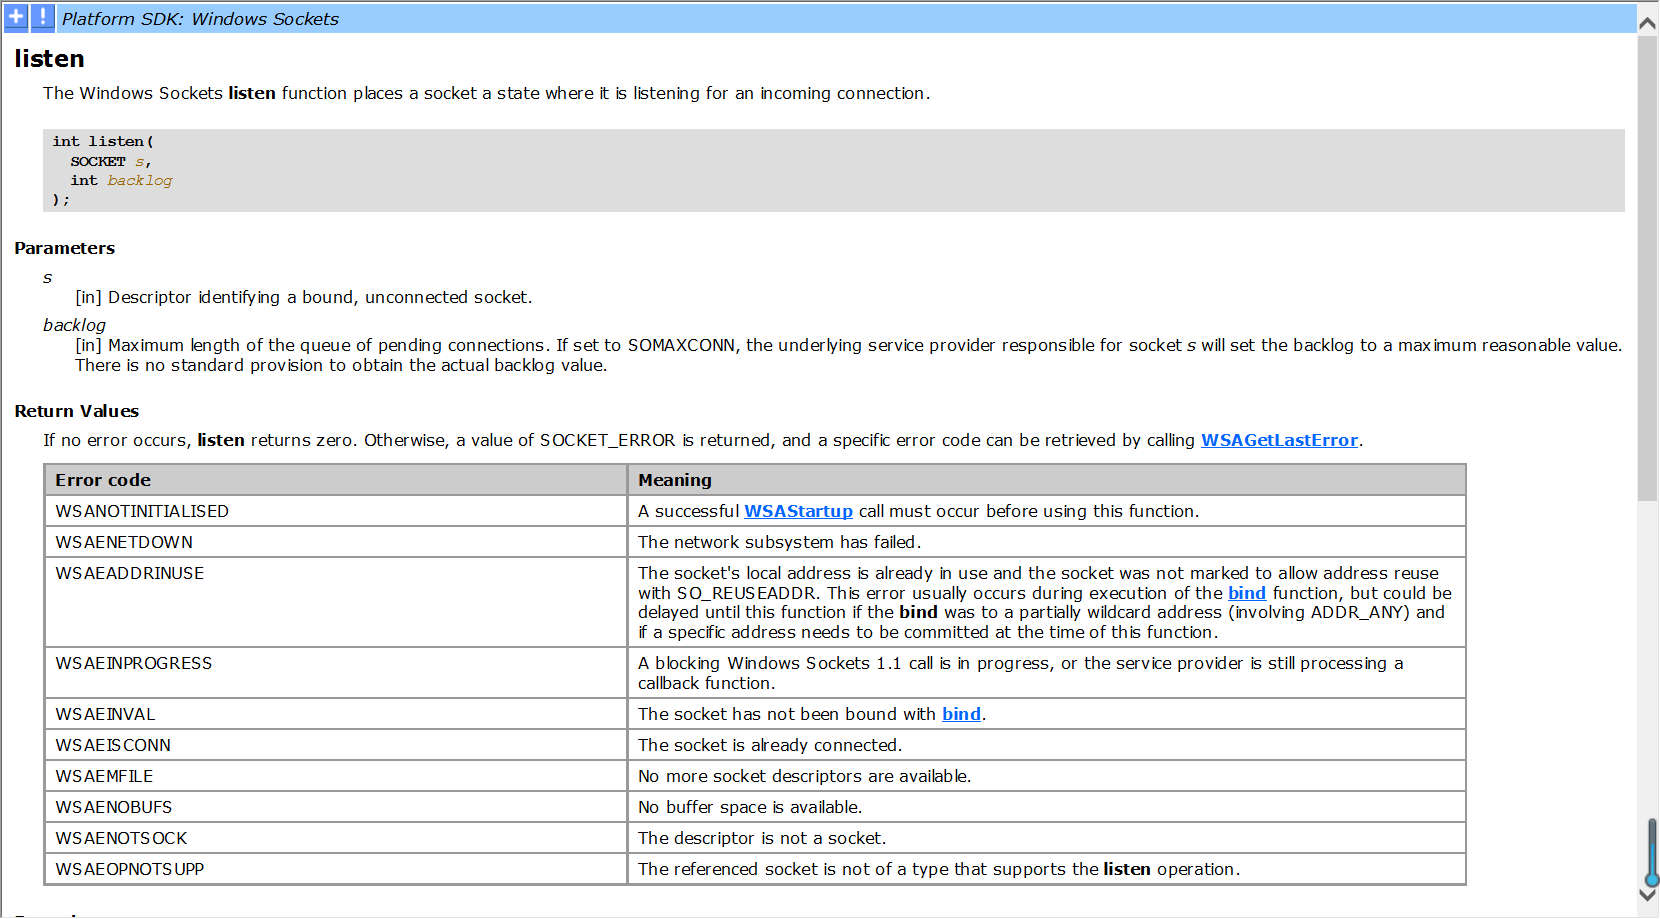 Platform SDK: Windows Sockets
listen
The Windows Sockets listen function places a socket a state where it is listening for an incoming connection.
int listen(
SOCKET s,
int backlog
);
Parameters
s
[in] Descriptor identifying a bound, unconnected socket.
backlog
[in] Maximum length of the queue of pending connections. If set to SOMAXCONN, the underlying service provider responsible for socket s will set the backlog to a maximum reasonable value.
There is no standard provision to obtain the actual backlog value.
Return Values
If no error occurs, listen returns zero. Otherwise, a value of SOCKET_ERROR is returned, and a specific error code can be retrieved by calling WSAGetLastError.
Error code Meaning
WSANOTINITIALISED A successful WSAStartup call must occur before using this function.
WSAENETDOWN The network subsystem has failed.
WSAEADDRINUSE The socket's local address is already in use and the socket was not marked to allow address reuse
with SO_REUSEADDR. This error usually occurs during execution of the bind function, but could be
delayed until this function if the bind was to a partially wildcard address (involving ADDR_ANY) and
if a specific address needs to be committed at the time of this function.
WSAEINPROGRESS A blocking Windows Sockets 1.1 call is in progress, or the service provider is still processing a
callback function.
WSAEINVAL The socket has not been bound with bind.
WSAEISCONN The socket is already connected.
WSAEMFILE No more socket descriptors are available.
WSAENOBUFS No buffer space is available.
WSAENOTSOCK The descriptor is not a socket.
WSAEOPNOTSUPP The referenced socket is not of a type that supports the listen operation.